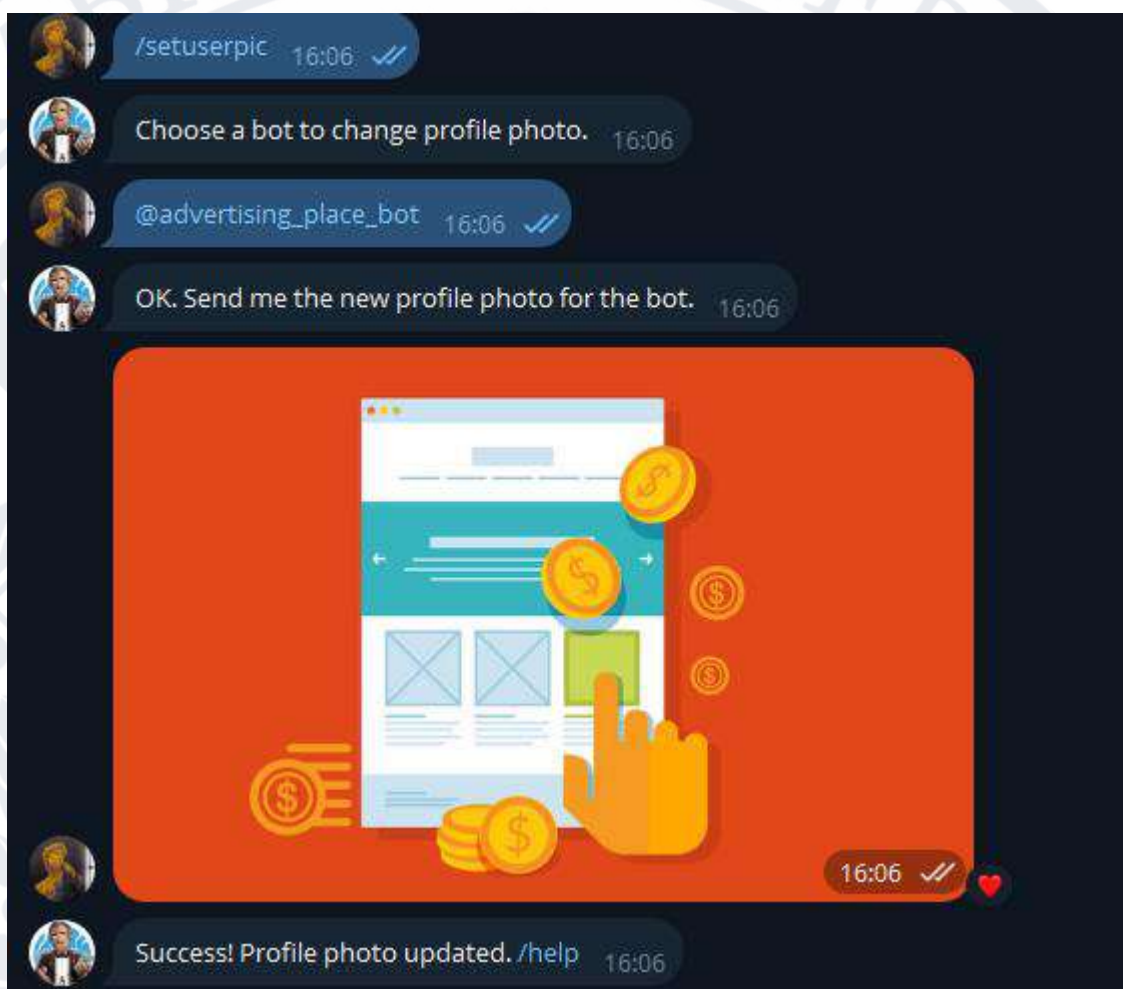 /setuserpic 16:06
Choose a bot to change profile photo. 16:06
@advertising_place_bot 16:06
OK. Send me the new profile photo for the bot. 16:06
$
$
$
$
$
$
16:06
Success! Profile photo updated. /help 16:06